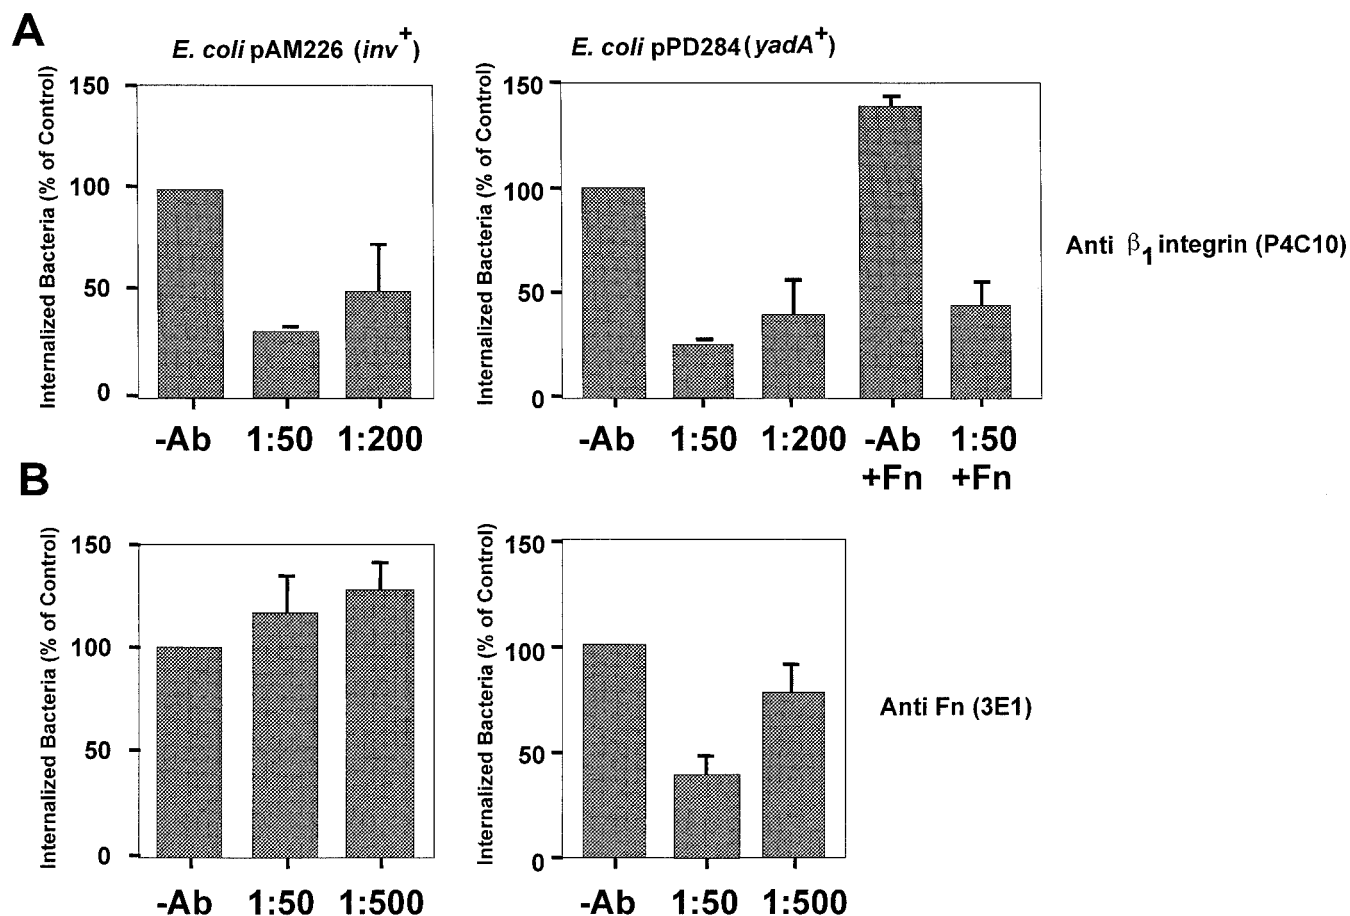 A
E. coli pAM226 (inv+)
E. coli pPD284 (yadA+)
Internalized Bacteria (% of Control)
150
100
50
0
-Ab 1:50 1:200
Internalized Bacteria (% of Control)
150
100
50
0
-Ab 1:50 1:200 -Ab 1:50
+Fn +Fn
Anti β1 integrin (P4C10)
B
Internalized Bacteria (% of Control)
150
100
50
0
-Ab 1:50 1:500
Internalized Bacteria (% of Control)
150
100
50
0
-Ab 1:50 1:500
Anti Fn (3E1)